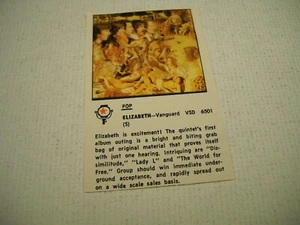 POP
ELIZABETH—Vanguard VSD 6501
(S)
Elizabeth is excitement! The quintet's first
album outing is a bright and biting grab
bag of original material that proves itself
with just one hearing. Intriguing are "Dis-
similitude," "Lady L" and "The World for
Free." Group should win immediate under-
ground acceptance, and rapidly spread out
on a wide scale sales basis.